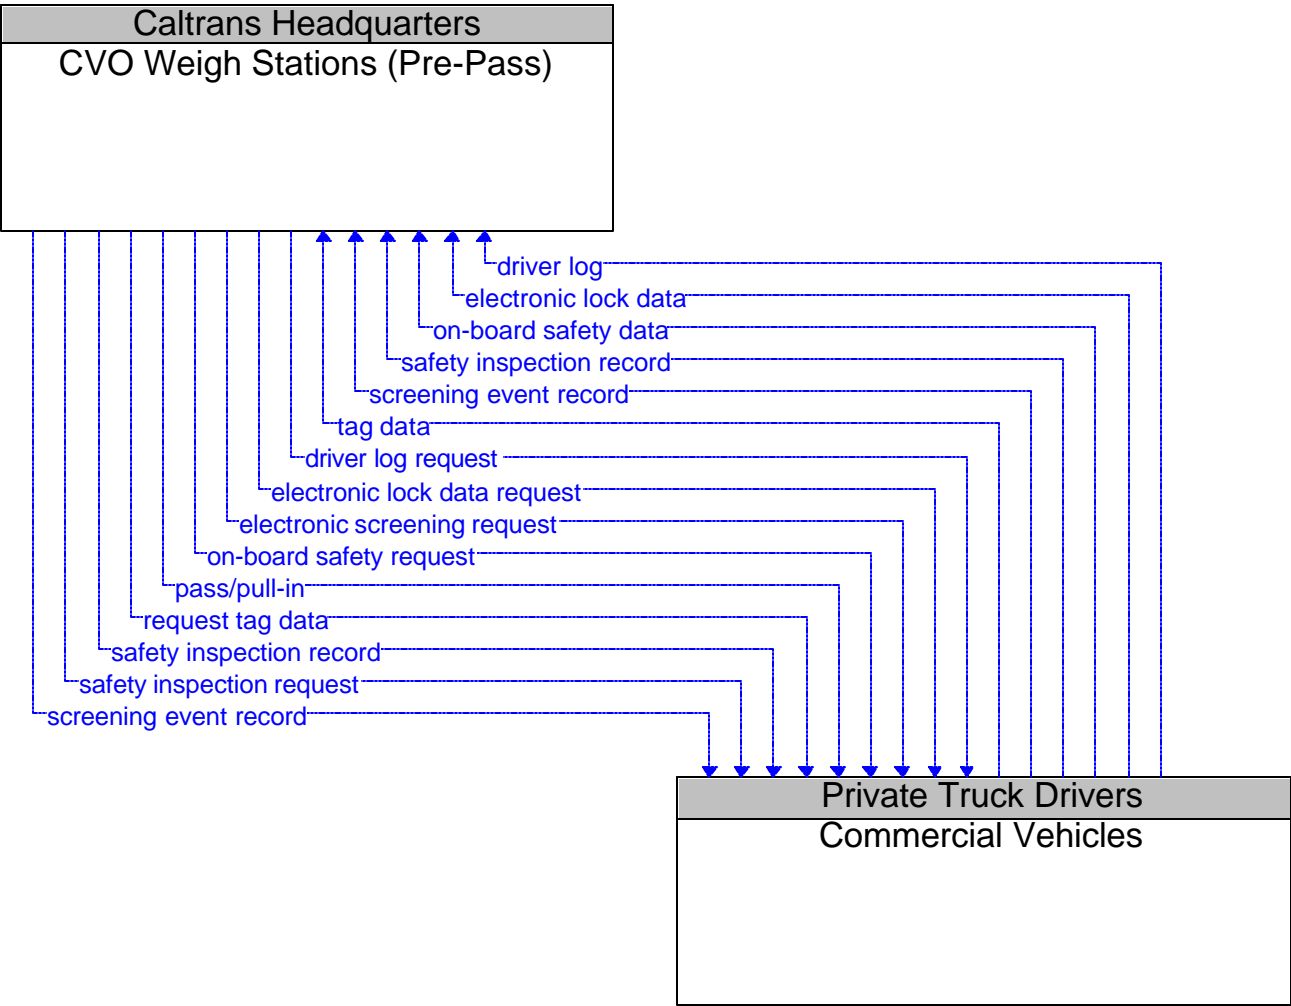 Caltrans Headquarters
CVO Weigh Stations (Pre-Pass)
driver log
electronic lock data
on-board safety data
safety inspection record
screening event record
tag data
driver log request
electronic lock data request
electronic screening request
on-board safety request
pass/pull-in
request tag data
safety inspection record
safety inspection request
screening event record
Private Truck Drivers
Commercial Vehicles